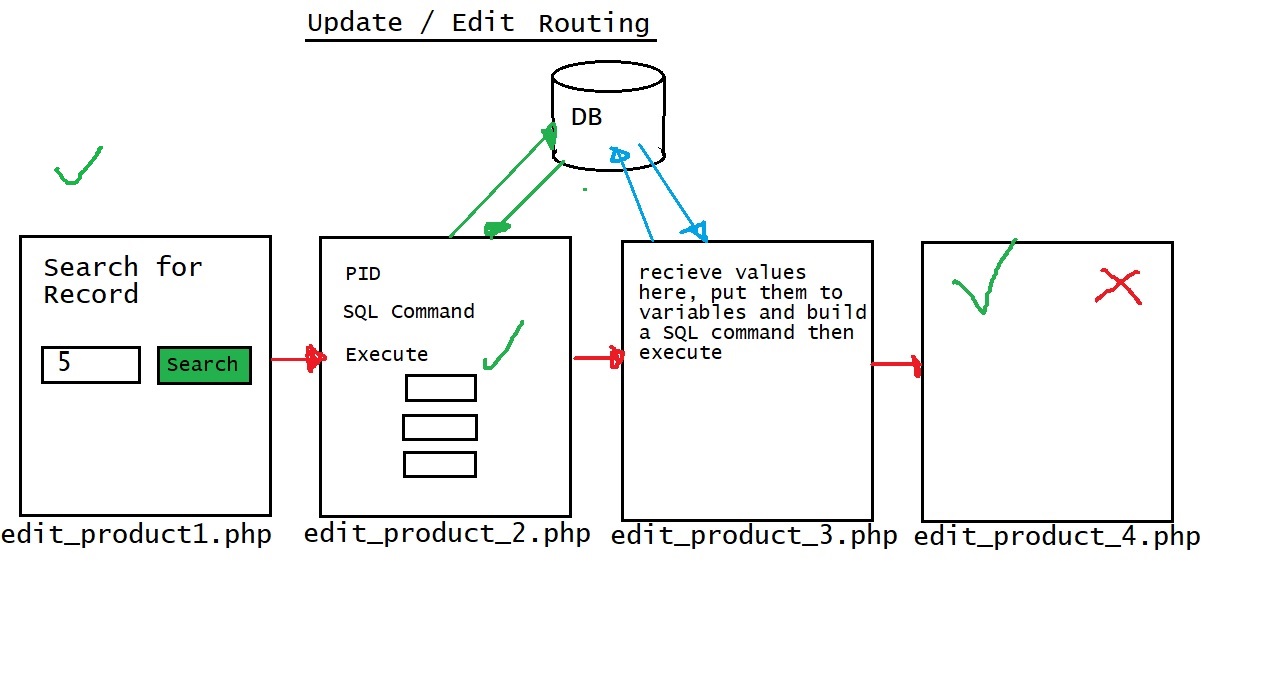 Update / Edit Routing
DB
Search for
Record
5
Search
edit_product1.php
PID
SQL Command
Execute
edit_product_2.php
recieve values
here, put them to
variables and build
a SQL command then
execute
edit_product_3.php
edit_product_4.php